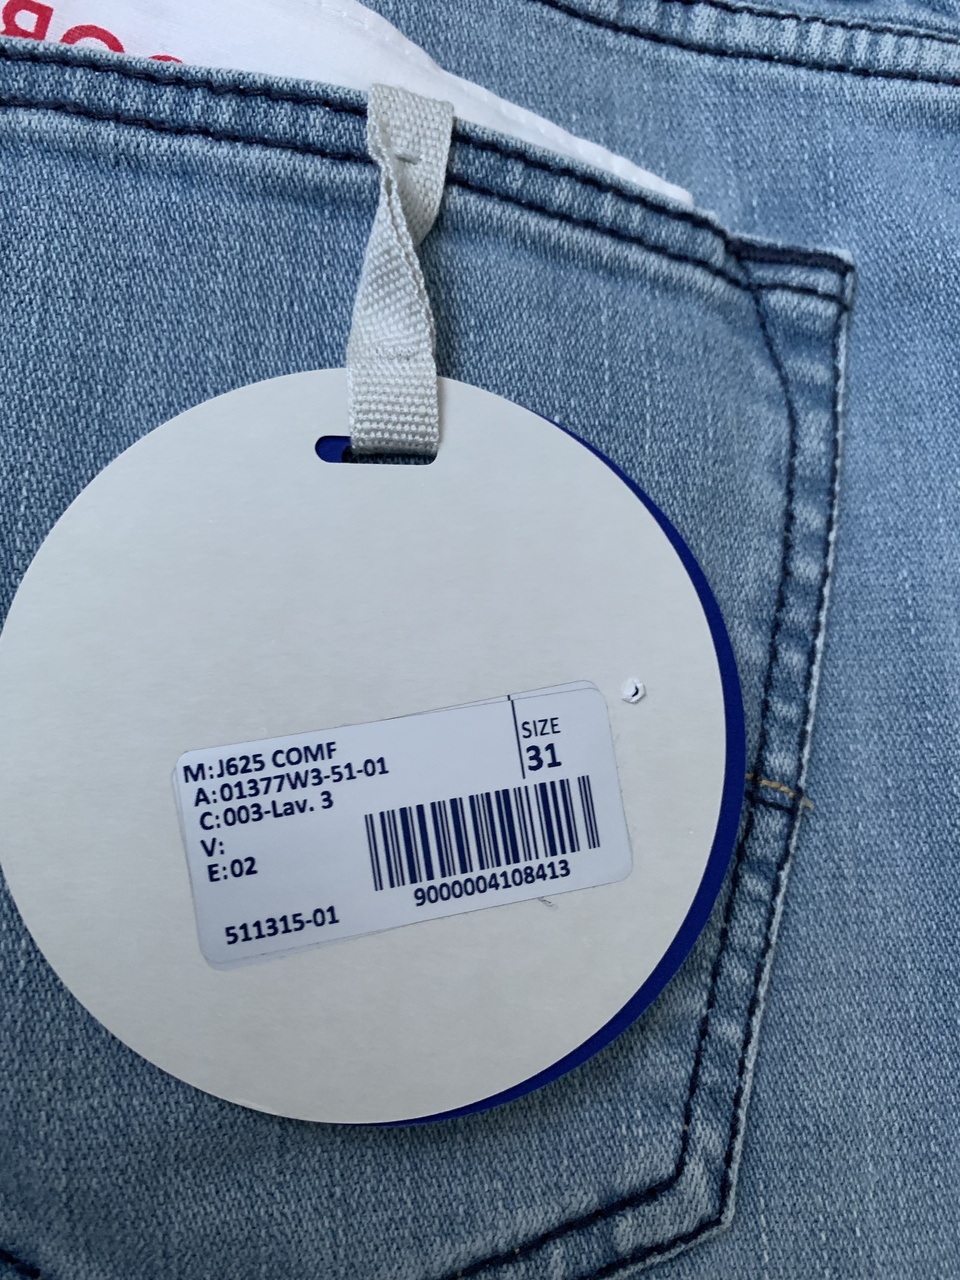 M:J625 COMF
A:01377W3-51-01
C:003-Lav. 3
V:
E:02
511315-01
SIZE
31
9000004108413